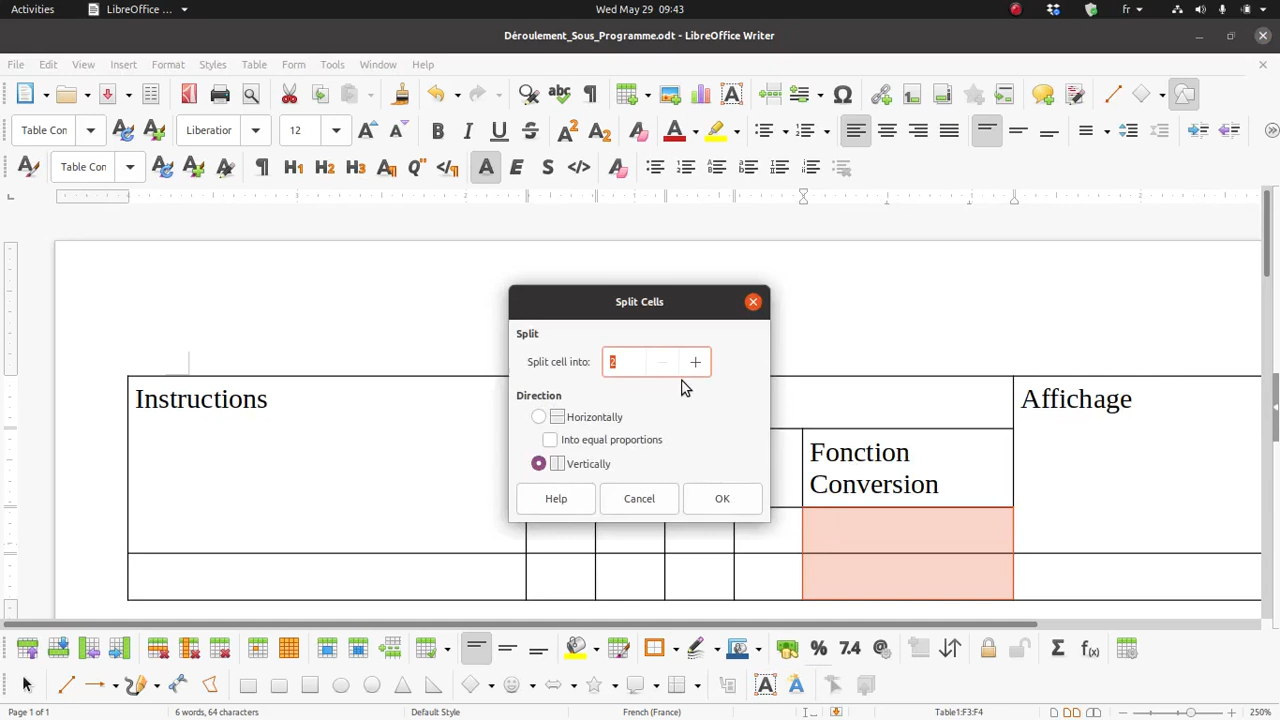 Activities
LibreOffice ...
Wed May 29  09:43
fr
Déroulement_Sous_Programme.odt - LibreOffice Writer
File Edit View Insert Format Styles Table Form Tools Window Help
Table Con
Liberatior
12
Table Con
Split Cells
Split
Split cell into:
2
Direction
Horizontally
Into equal proportions
Vertically
Help
Cancel
OK
Instructions
Affichage
Fonction
Conversion
Page 1 of 1
6 words, 64 characters
Default Style
French (France)
Table1:F3:F4
250%